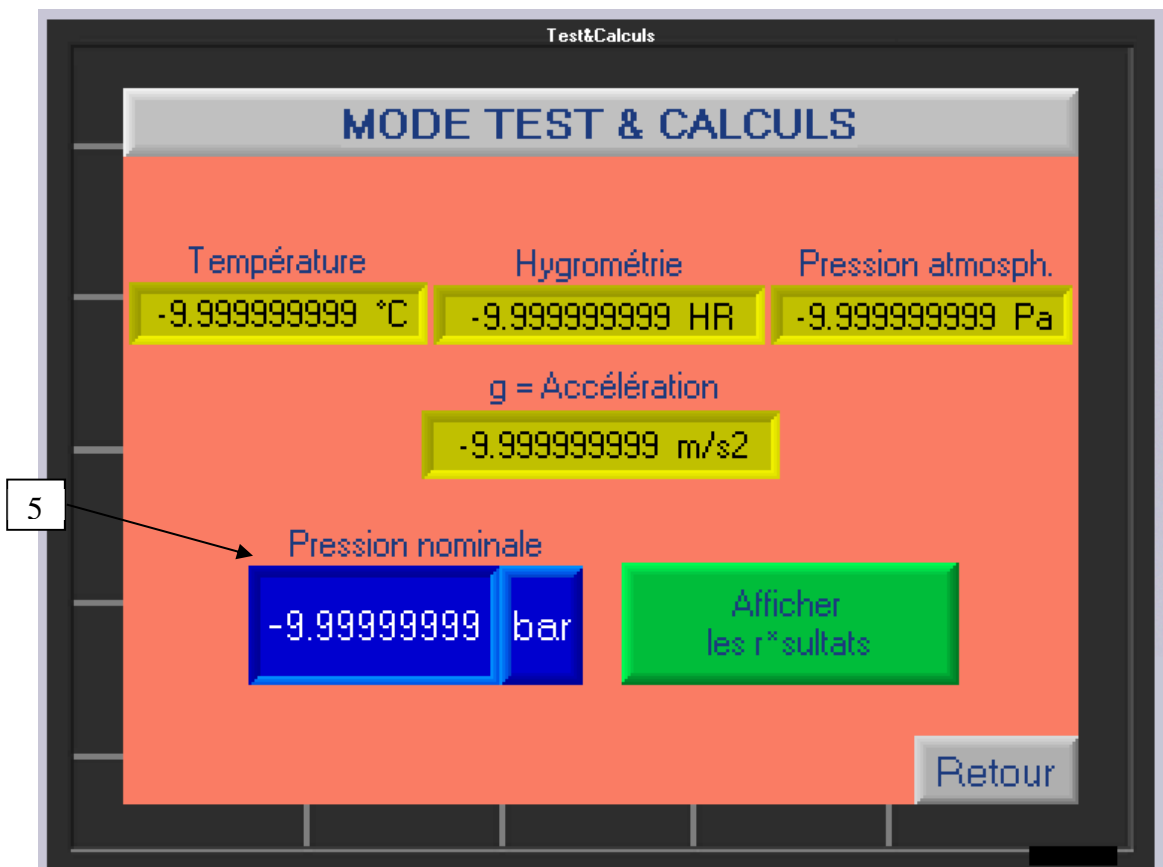 Test&Calculs
MODE TEST & CALCULS
Température Hygrométrie Pression atmosph.
-9.999999999 °C -9.999999999 HR -9.999999999 Pa
g = Accélération
-9.999999999 m/s2
5
Pression nominale
-9.99999999 bar
Afficher
les r*sultats
Retour